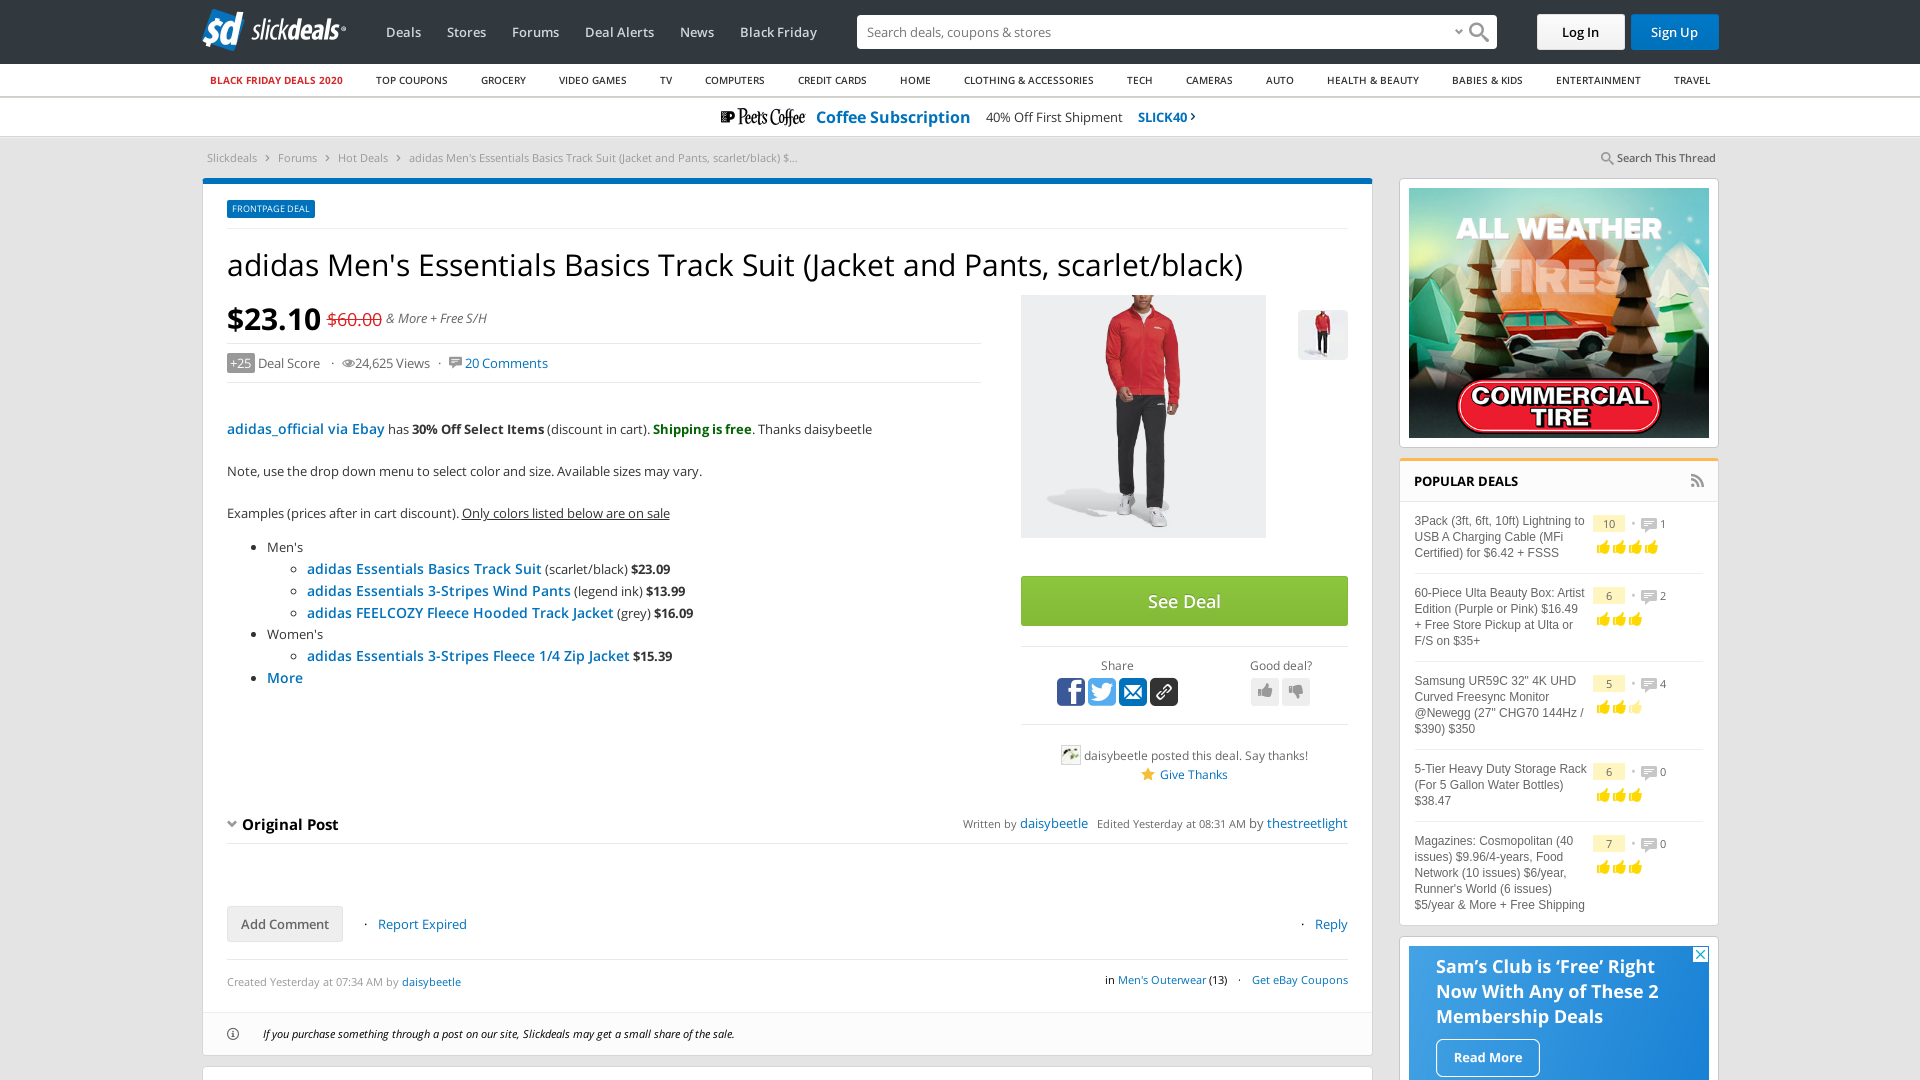 sd slickdeals
Deals
Stores
Forums
Deal Alerts
News
Black Friday
Search deals, coupons & stores
Log In
Sign Up
BLACK FRIDAY DEALS 2020
TOP COUPONS
GROCERY
VIDEO GAMES
TV
COMPUTERS
CREDIT CARDS
HOME
CLOTHING & ACCESSORIES
TECH
CAMERAS
AUTO
HEALTH & BEAUTY
BABIES & KIDS
ENTERTAINMENT
TRAVEL
Peet's Coffee Coffee Subscription 40% Off First Shipment SLICK40
Slickdeals › Forums › Hot Deals › adidas Men's Essentials Basics Track Suit (Jacket and Pants, scarlet/black) $...
Search This Thread
FRONTPAGE DEAL
adidas Men's Essentials Basics Track Suit (Jacket and Pants, scarlet/black)
$23.10 $60.00 & More + Free S/H
+25 Deal Score · 24,625 Views · 20 Comments
adidas_official via Ebay has 30% Off Select Items (discount in cart). Shipping is free. Thanks daisybeetle
Note, use the drop down menu to select color and size. Available sizes may vary.
Examples (prices after in cart discount). Only colors listed below are on sale
Men's
adidas Essentials Basics Track Suit (scarlet/black) $23.09
adidas Essentials 3-Stripes Wind Pants (legend ink) $13.99
adidas FEELCOZY Fleece Hooded Track Jacket (grey) $16.09
Women's
adidas Essentials 3-Stripes Fleece 1/4 Zip Jacket $15.39
More
See Deal
Share
Good deal?
daisybeetle posted this deal. Say thanks!
Give Thanks
Original Post
Written by daisybeetle Edited Yesterday at 08:31 AM by thestreetlight
Add Comment · Report Expired
· Reply
Created Yesterday at 07:34 AM by daisybeetle
in Men's Outerwear (13) · Get eBay Coupons
If you purchase something through a post on our site, Slickdeals may get a small share of the sale.
ALL WEATHER
TIRES
COMMERCIAL
TIRE
POPULAR DEALS
3Pack (3ft, 6ft, 10ft) Lightning to
USB A Charging Cable (MFi
Certified) for $6.42 + FSSS
10 • 1
60-Piece Ulta Beauty Box: Artist
Edition (Purple or Pink) $16.49
+ Free Store Pickup at Ulta or
F/S on $35+
6 • 2
Samsung UR59C 32" 4K UHD
Curved Freesync Monitor
@Newegg (27" CHG70 144Hz /
$390) $350
5 • 4
5-Tier Heavy Duty Storage Rack
(For 5 Gallon Water Bottles)
$38.47
6 • 0
Magazines: Cosmopolitan (40
issues) $9.96/4-years, Food
Network (10 issues) $6/year,
Runner's World (6 issues)
$5/year & More + Free Shipping
7 • 0
Sam's Club is ‘Free’ Right
Now With Any of These 2
Membership Deals
Read More